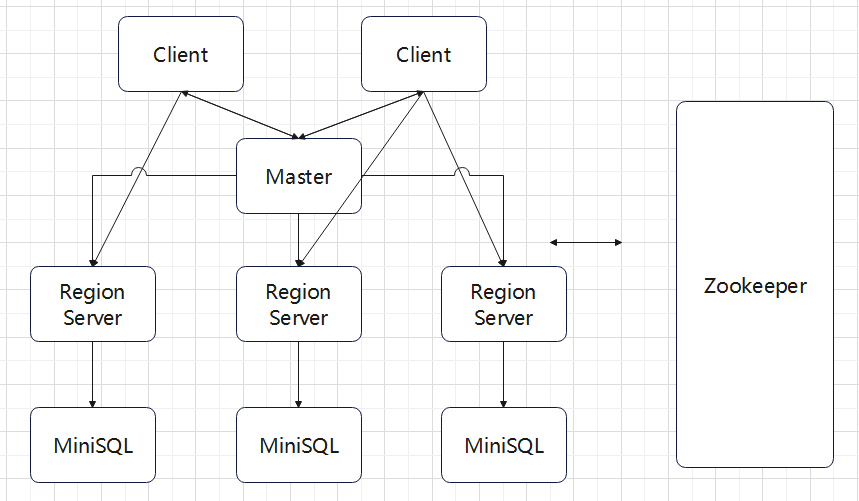 Client
Client
Master
Region
Server
Region
Server
Region
Server
Zookeeper
MiniSQL
MiniSQL
MiniSQL